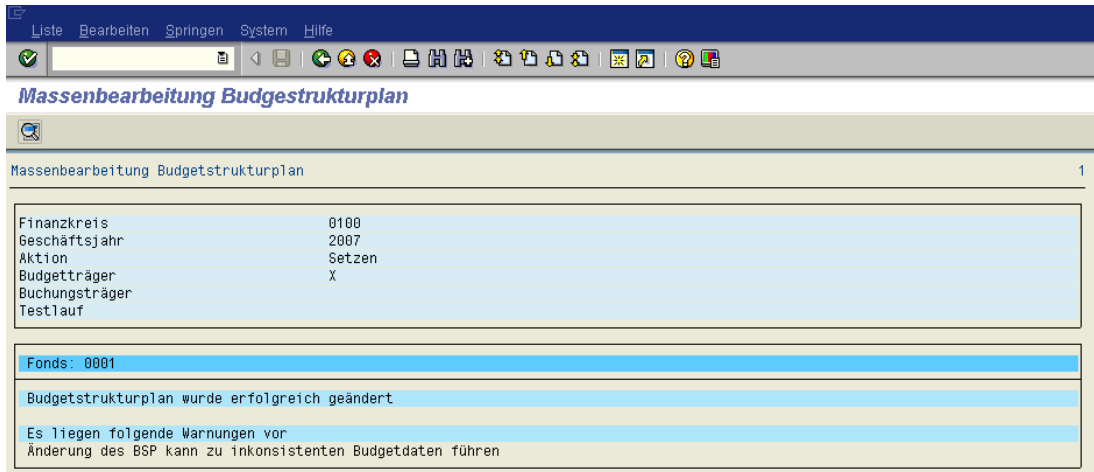 Liste Bearbeiten Springen System Hilfe
Massenbearbeitung Budgestrukturplan
Massenbearbeitung Budgetstrukturplan 1
Finanzkreis 0100
Geschäftsjahr 2007
Aktion Setzen
Budgetträger X
Buchungsträger
Testlauf
Fonds: 0001
Budgetstrukturplan wurde erfolgreich geändert
Es liegen folgende Warnungen vor
Änderung des BSP kann zu inkonsistenten Budgetdaten führen